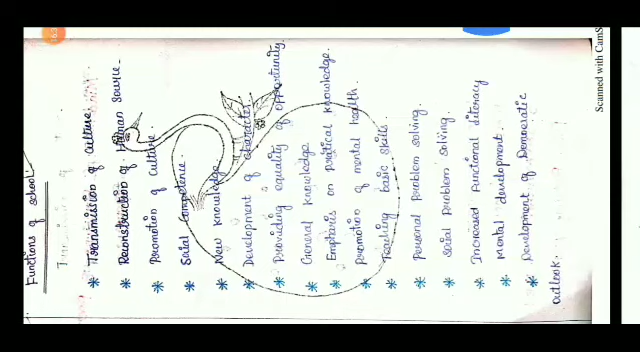 Functions of school
* Transmission of culture
* Reconstruction of Human source.
* Promotion of culture.
* Social competence.
* New knowledge
* Development of character.
* Providing equality of opportunity.
* General knowledge.
* Emphasis on practical knowledge.
* Promotion of mental health.
* Teaching basic skills.
* Personal problem solving.
* Social problem solving.
* Increased functional literacy
* Mental development.
* Development of Democratic
outlook.
Scanned with CamS